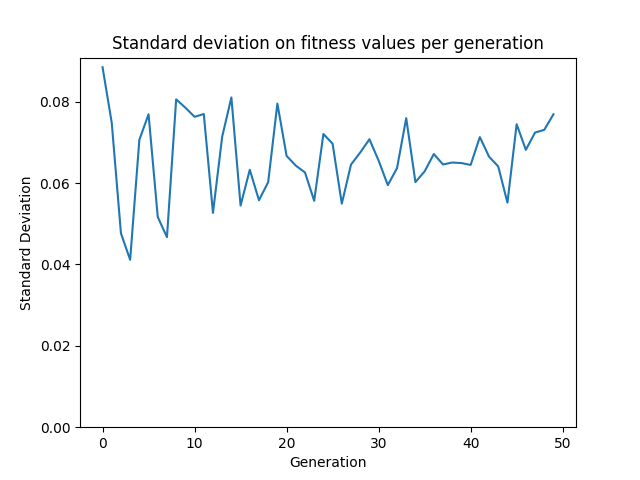 Standard deviation on fitness values per generation
Standard Deviation
0.08
0.06
0.04
0.02
0.00
0 10 20 30 40 50
Generation